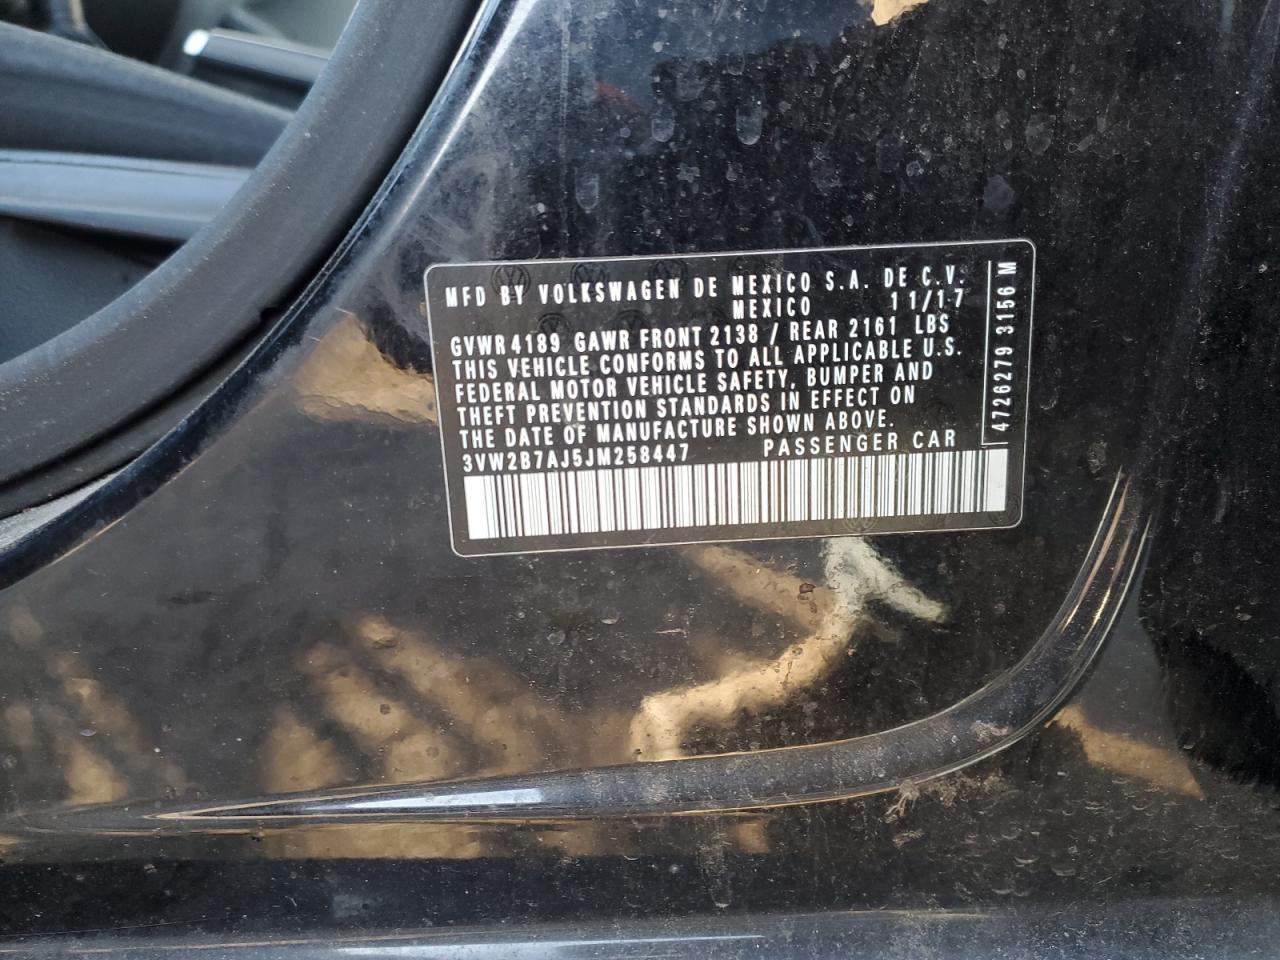 MFD BY VOLKSWAGEN DE MEXICO S.A. DE C.V.
MEXICO 11/17
GVWR 4189 GAWR FRONT 2138 / REAR 2161 LBS
THIS VEHICLE CONFORMS TO ALL APPLICABLE U.S.
FEDERAL MOTOR VEHICLE SAFETY, BUMPER AND
THEFT PREVENTION STANDARDS IN EFFECT ON
THE DATE OF MANUFACTURE SHOWN ABOVE.
3VW2B7AJ5JM258447 PASSENGER CAR
4726279 3156 M